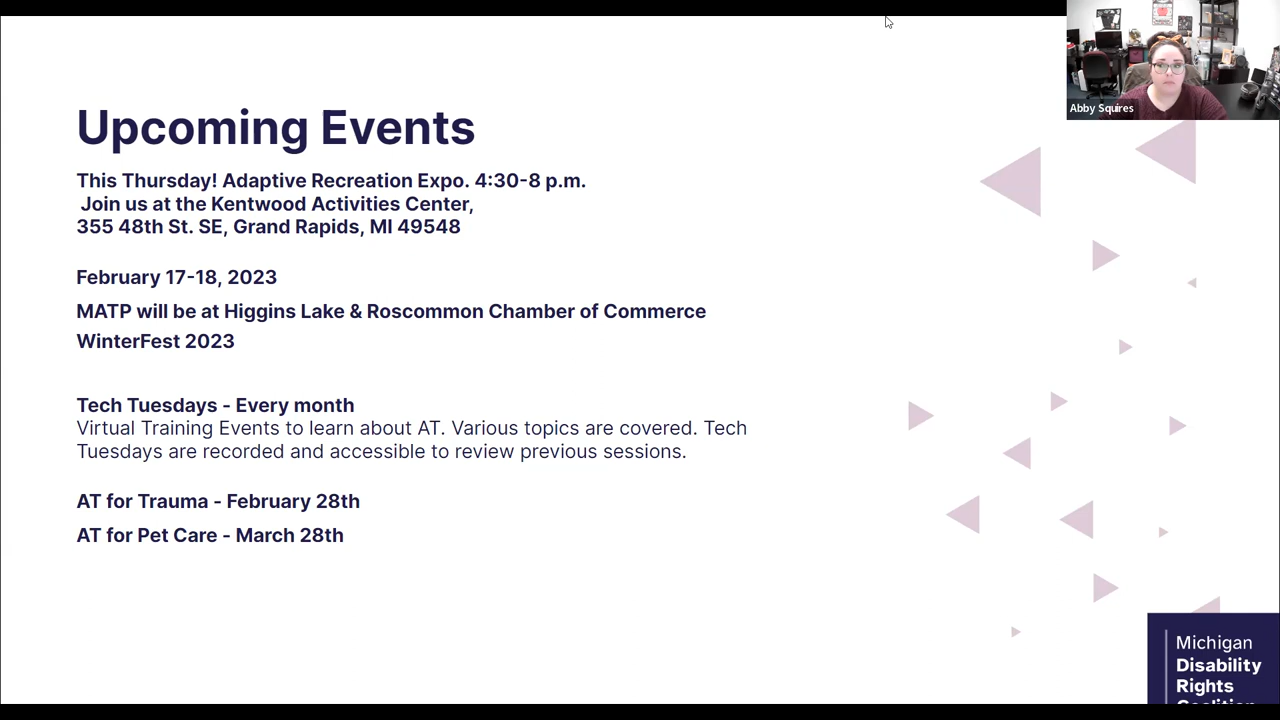 Abby Squires
Upcoming Events
This Thursday! Adaptive Recreation Expo. 4:30-8 p.m.
Join us at the Kentwood Activities Center,
355 48th St. SE, Grand Rapids, MI 49548
February 17-18, 2023
MATP will be at Higgins Lake & Roscommon Chamber of Commerce
WinterFest 2023
Tech Tuesdays - Every month
Virtual Training Events to learn about AT. Various topics are covered. Tech
Tuesdays are recorded and accessible to review previous sessions.
AT for Trauma - February 28th
AT for Pet Care - March 28th
Michigan
Disability
Rights
Coalition